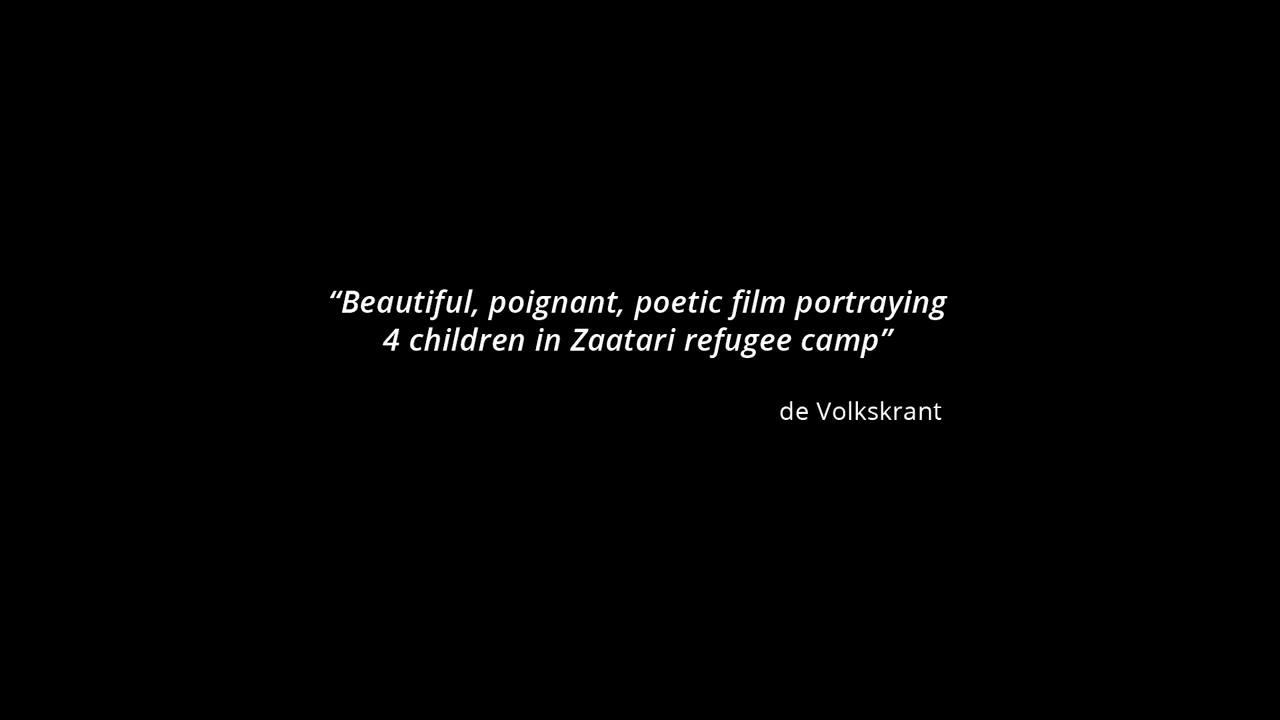 “Beautiful, poignant, poetic film portraying
4 children in Zaatari refugee camp”
de Volkskrant